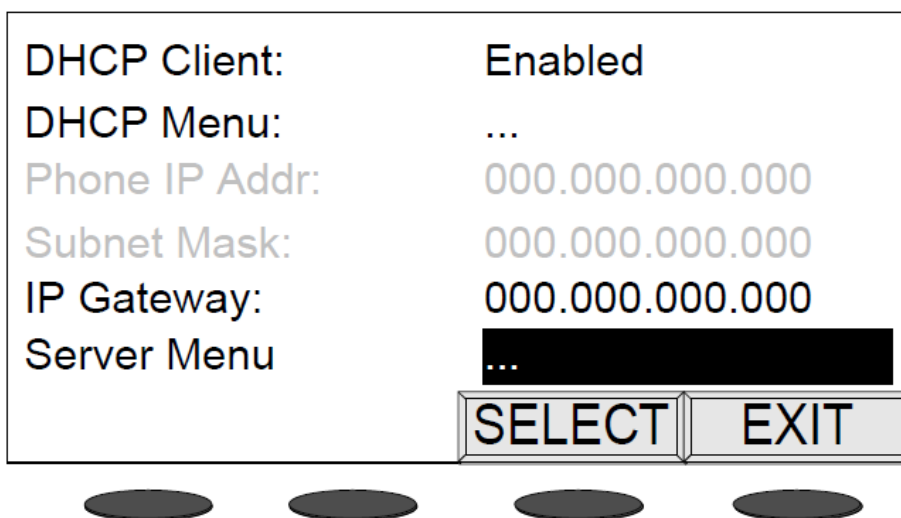 DHCP Client: Enabled
DHCP Menu: ...
Phone IP Addr: 000.000.000.000
Subnet Mask: 000.000.000.000
IP Gateway: 000.000.000.000
Server Menu ...
SELECT EXIT